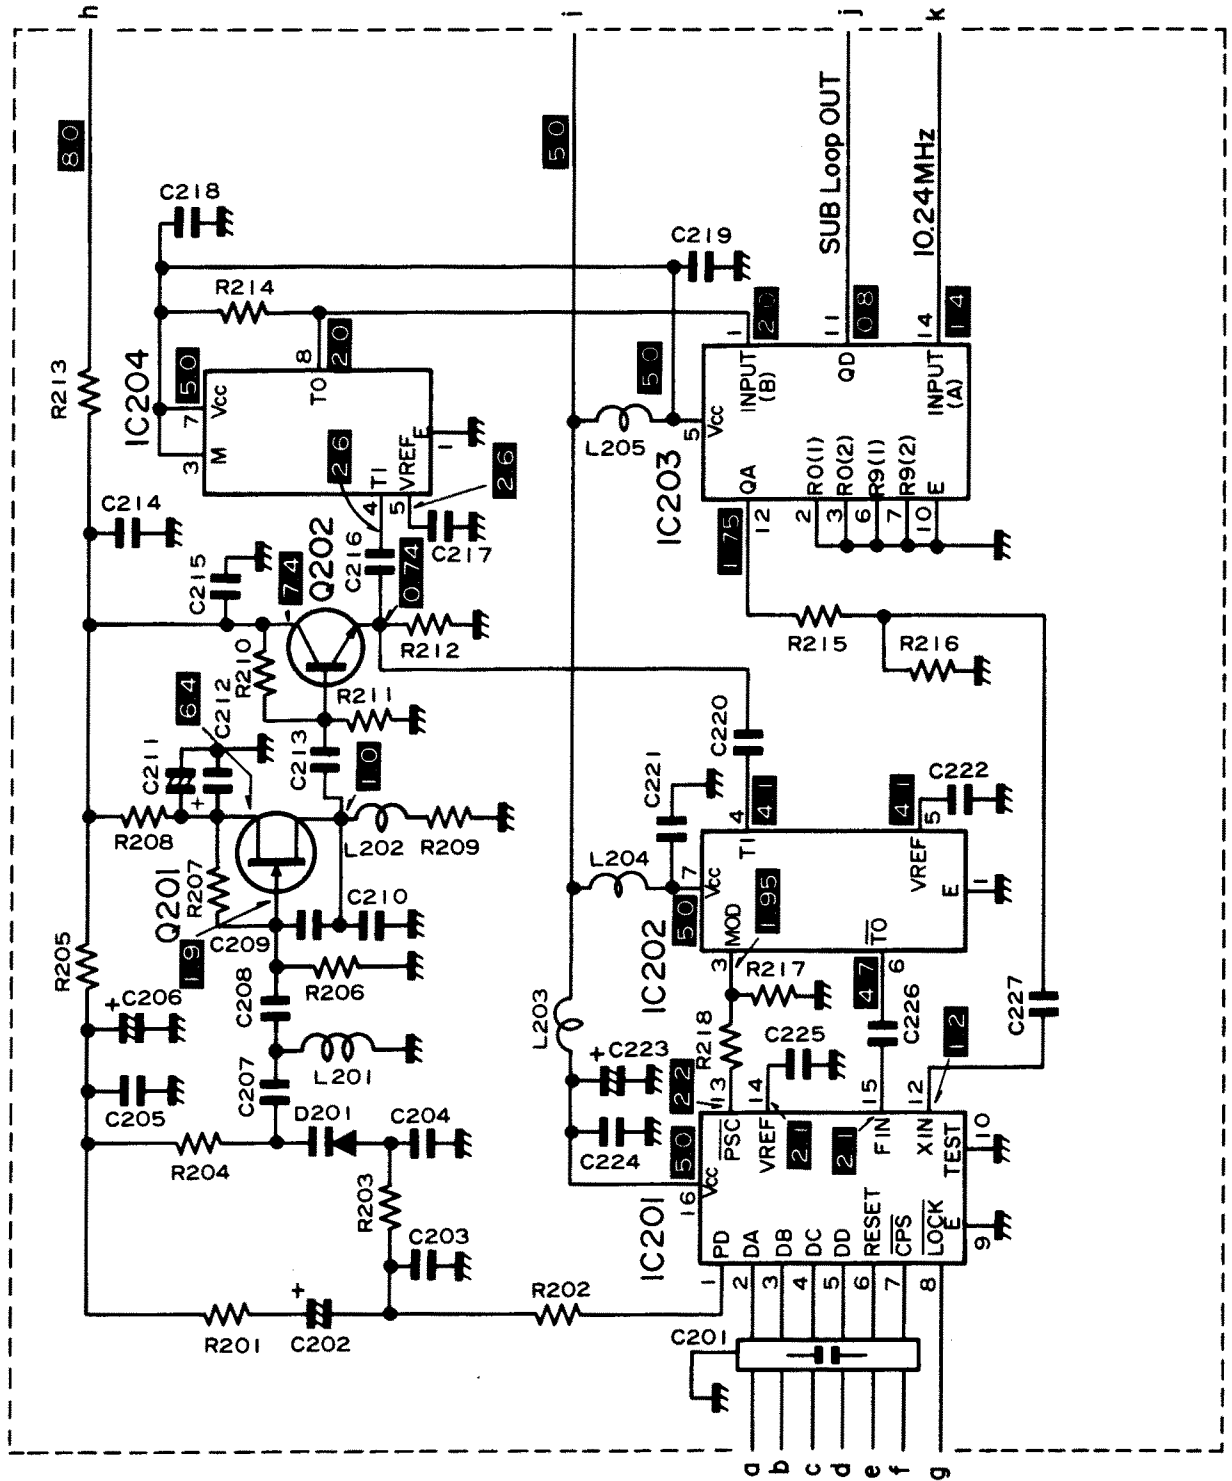 h
i
j
k
8.0
5.0
SUB Loop OUT
10.24MHz
R213
C218
R214
C219
IC204
5.0
7
Vcc
3
M
8
TO
2.0
2.6
4
TI
5
VREF
E
1
2.6
C214
C215
7.4
Q202
C216
C217
0.74
R212
R210
R211
C213
1.0
6.4
C212
C211
+
R208
Q201
R207
C209
1.9
C210
L202
R209
R205
C206
+
C208
R206
C205
C207
L201
R204
D201
C204
R203
C203
R201
+
C202
R202
L205
5.0
5
Vcc
IC203
1
INPUT
(B)
2.0
11
QD
0.8
14
INPUT
(A)
1.4
QA
12
1.75
RO(1)
2
RO(2)
3
R9(1)
6
R9(2)
7
E
10
R215
R216
C220
C221
C222
L204
7
Vcc
5.0
IC202
4
TI
4.1
4.1
5
VREF
E
1
MOD
3
1.95
TO
6
4.7
R217
R218
L203
C223
+
C224
C225
C226
C227
1.2
2.2
5.0
16
Vcc
IC201
13
PSC
14
VREF
2.1
15
FIN
2.1
12
XIN
TEST
10
E
9
PD
1
DA
2
DB
3
DC
4
DD
5
RESET
6
CPS
7
LOCK
8
C201
a
b
c
d
e
f
g